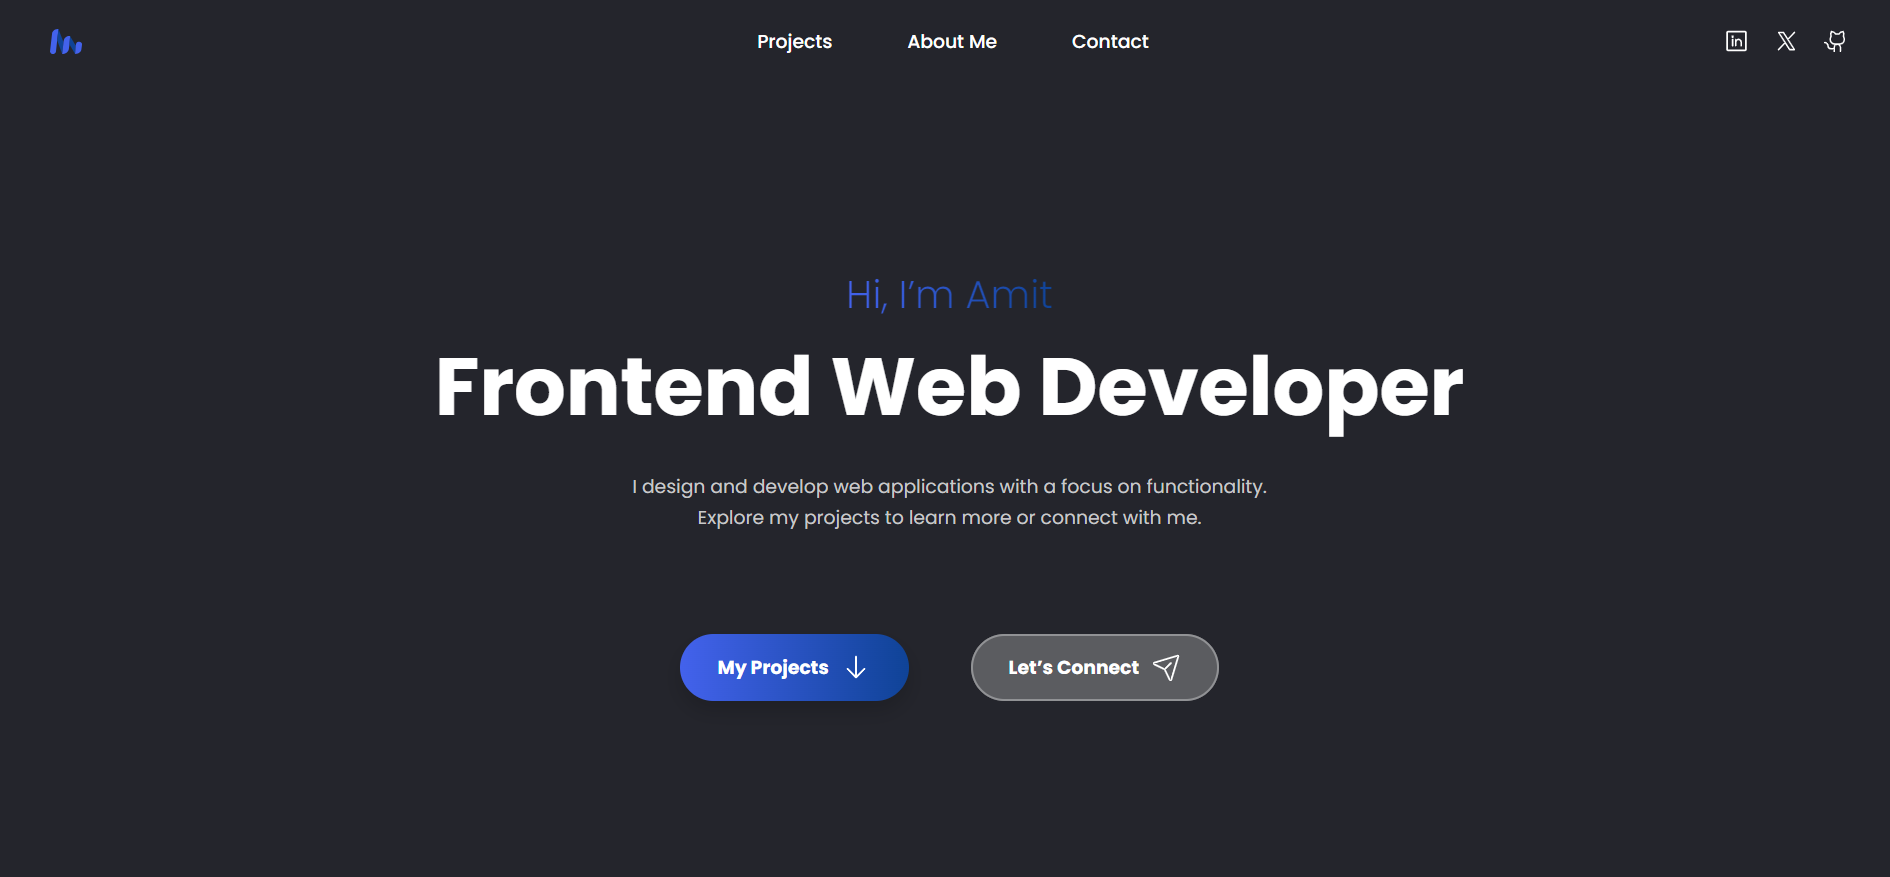 Projects
About Me
Contact
Hi, I’m Amit
Frontend Web Developer
I design and develop web applications with a focus on functionality.
Explore my projects to learn more or connect with me.
My Projects
Let’s Connect